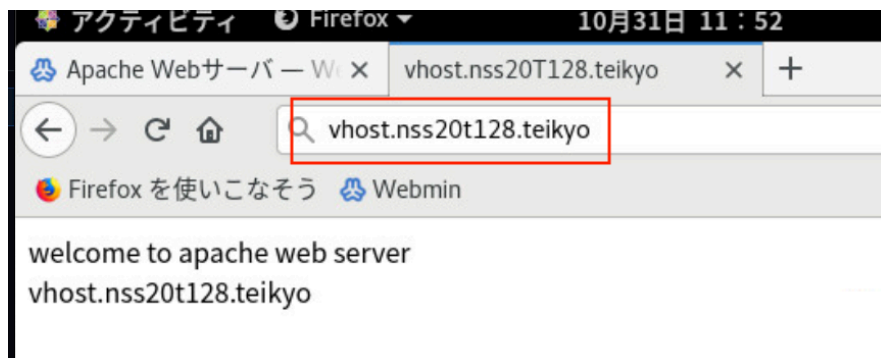 アクティビティ Firefox 10月31日 11：52
Apache Webサーバ — W
vhost.nss20T128.teikyo
vhost.nss20t128.teikyo
Firefox を使いこなそう Webmin
welcome to apache web server
vhost.nss20t128.teikyo